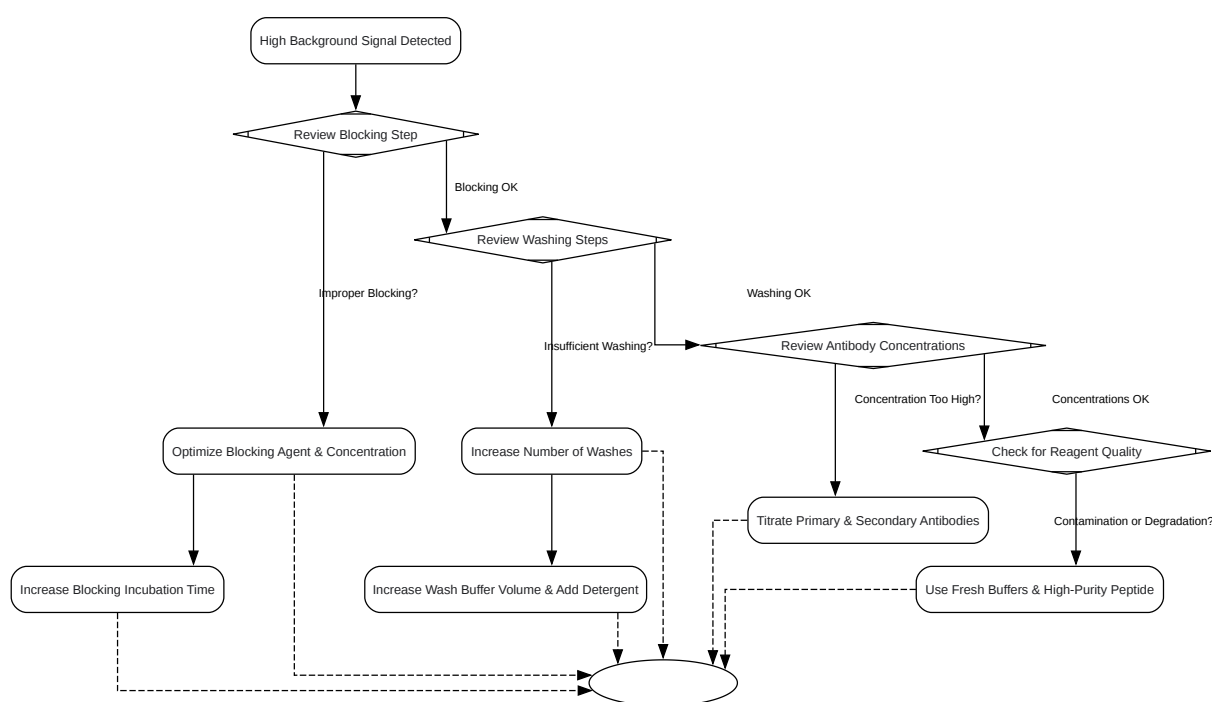 High Background Signal Detected
Review Blocking Step
Blocking OK
Review Washing Steps
Improper Blocking?
Washing OK
Insufficient Washing?
Review Antibody Concentrations
Concentration Too High?
Concentrations OK
Optimize Blocking Agent & Concentration
Increase Number of Washes
Check for Reagent Quality
Titrate Primary & Secondary Antibodies
Contamination or Degradation?
Increase Blocking Incubation Time
Increase Wash Buffer Volume & Add Detergent
Use Fresh Buffers & High-Purity Peptide